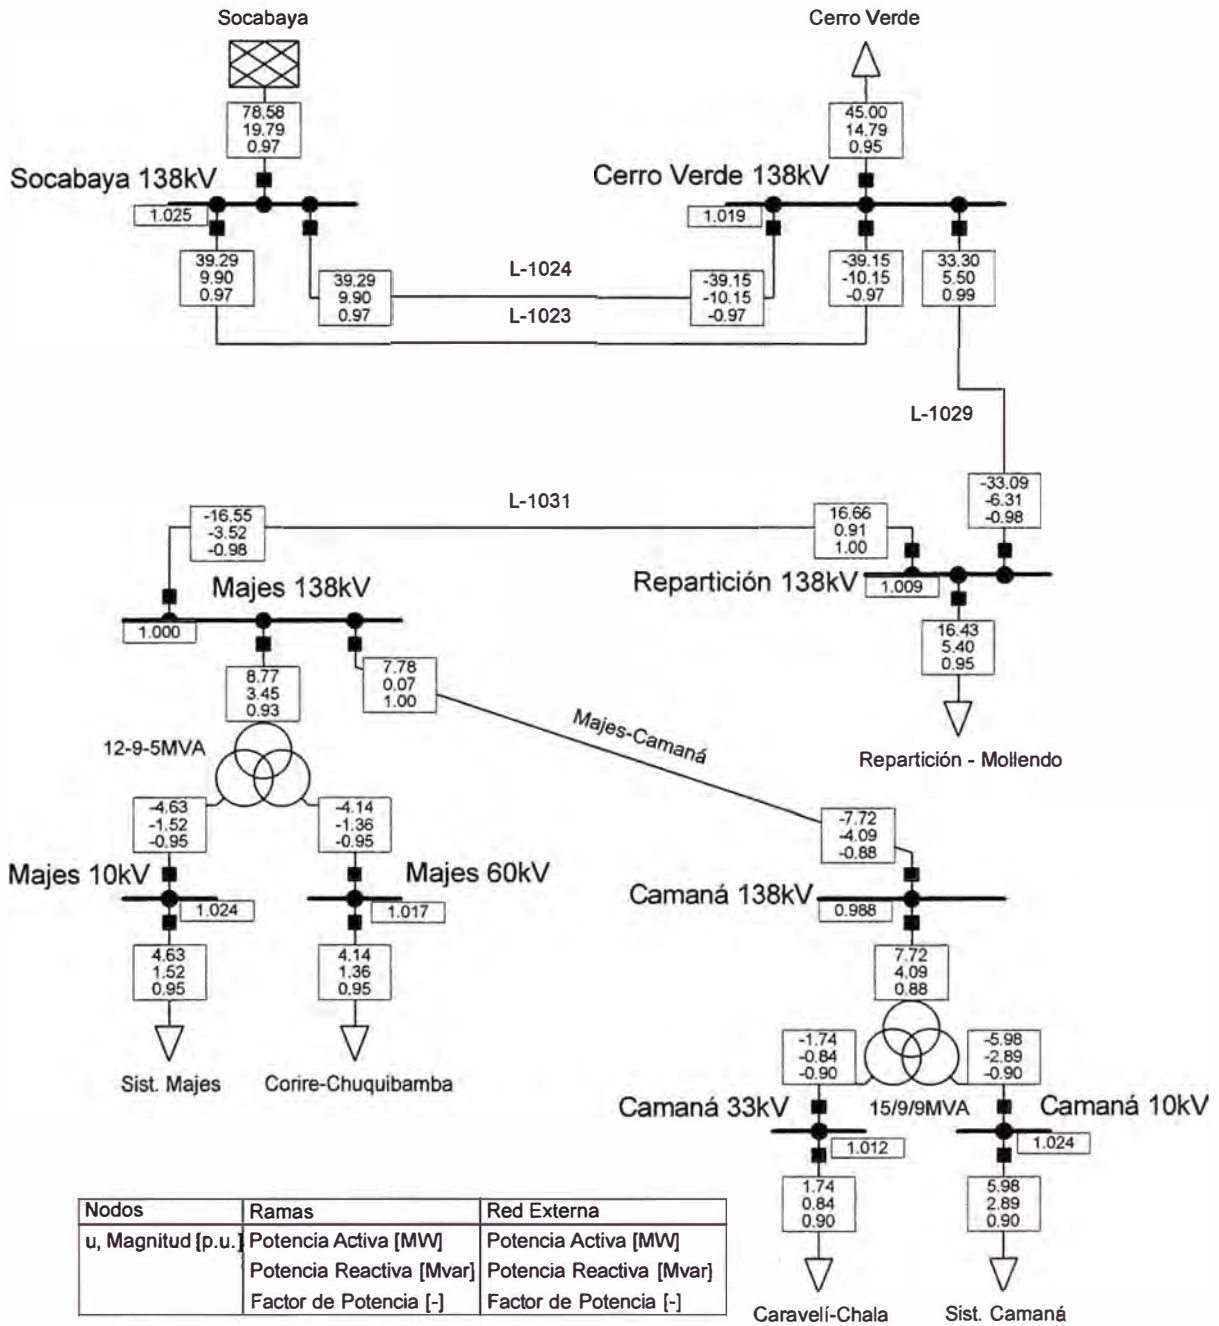 Socabaya
Cerro Verde
78.58
19.79
0.97
45.00
14.79
0.95
Socabaya 138kV
Cerro Verde 138kV
1.025
1.019
39.29
9.90
0.97
39.29
9.90
0.97
L-1024
L-1023
-39.15
-10.15
-0.97
-39.15
-10.15
-0.97
33.30
5.50
0.99
L-1029
-16.55
-3.52
-0.98
L-1031
16.66
0.91
1.00
-33.09
-6.31
-0.98
Majes 138kV
Repartición 138kV
1.000
1.009
8.77
3.45
0.93
7.78
0.07
1.00
16.43
5.40
0.95
Majes-Camaná
12-9-5MVA
Repartición - Mollendo
-4.63
-1.52
-0.95
-4.14
-1.36
-0.95
-7.72
-4.09
-0.88
Majes 10kV
Majes 60kV
Camaná 138kV
1.024
1.017
0.988
4.63
1.52
0.95
4.14
1.36
0.95
7.72
4.09
0.88
Sist. Majes
Corire-Chuquibamba
-1.74
-0.84
-0.90
-5.98
-2.89
-0.90
Camaná 33kV
15/9/9MVA
Camaná 10kV
1.012
1.024
1.74
0.84
0.90
5.98
2.89
0.90
Caravelí-Chala
Sist. Camaná
Nodos Ramas Red Externa
u, Magnitud [p.u.] Potencia Activa [MW] Potencia Activa [MW]
Potencia Reactiva [Mvar] Potencia Reactiva [Mvar]
Factor de Potencia [-] Factor de Potencia [-]